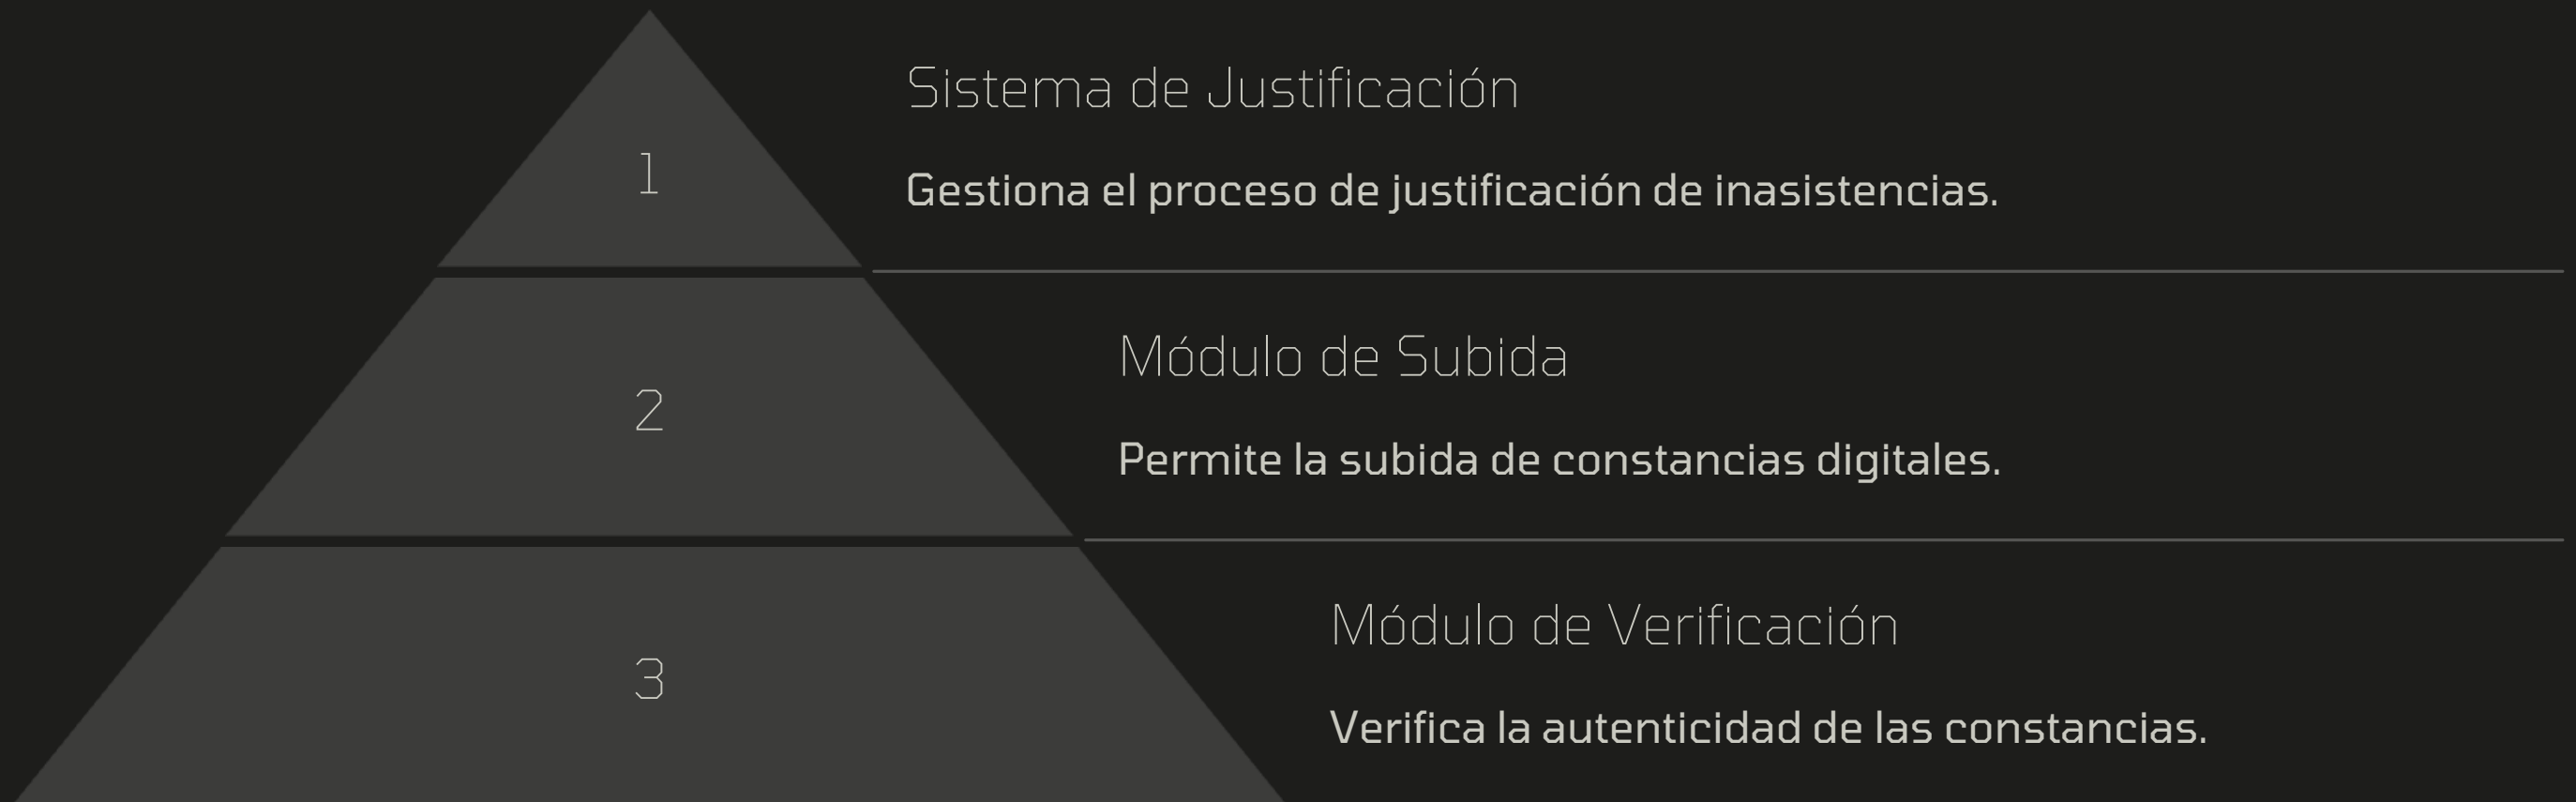 1
Sistema de Justificación
Gestiona el proceso de justificación de inasistencias.
2
Módulo de Subida
Permite la subida de constancias digitales.
3
Módulo de Verificación
Verifica la autenticidad de las constancias.